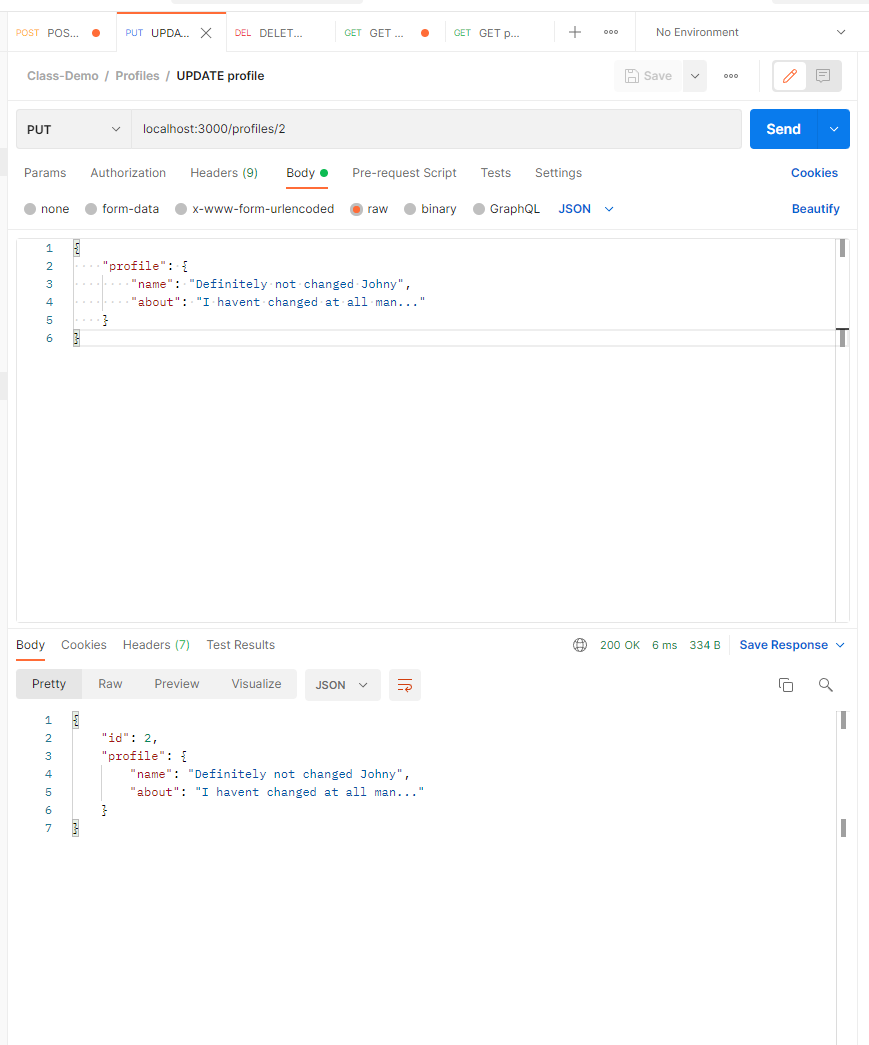 POST POS... PUT UPDA... DEL DELET... GET GET ... GET GET p... No Environment
Class-Demo / Profiles / UPDATE profile Save
PUT localhost:3000/profiles/2 Send
Params Authorization Headers (9) Body Pre-request Script Tests Settings Cookies
none form-data x-www-form-urlencoded raw binary GraphQL JSON Beautify
1 {
2 "profile": {
3 "name": "Definitely not changed Johny",
4 "about": "I havent changed at all man..."
5 }
6 }
Body Cookies Headers (7) Test Results 200 OK 6 ms 334 B Save Response
Pretty Raw Preview Visualize JSON
1 {
2 "id": 2,
3 "profile": {
4 "name": "Definitely not changed Johny",
5 "about": "I havent changed at all man..."
6 }
7 }